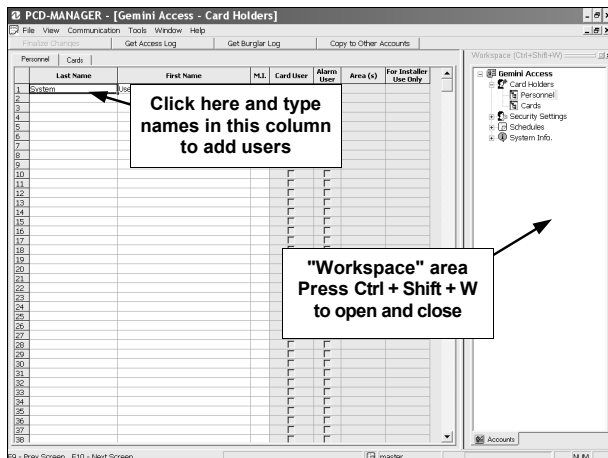 PCD-MANAGER - [Gemini Access - Card Holders]
File View Communication Tools Window Help
Finalize Changes Get Access Log Get Burglar Log Copy to Other Accounts
Personnel Cards
Last Name First Name M.I. Card User Alarm User Area (s) For Installer Use Only
1 System Use
2
3
4
5
6
7
8
9
10
11
12
13
14
15
16
17
18
19
20
21
22
23
24
25
26
27
28
29
30
31
32
33
34
35
36
37
38
Click here and type
names in this column
to add users
"Workspace" area
Press Ctrl + Shift + W
to open and close
Workspace (Ctrl+Shift+W)
Gemini Access
Card Holders
Personnel
Cards
Security Settings
Schedules
System Info.
Accounts
F9 - Prev Screen F10 - Next Screen master NUM